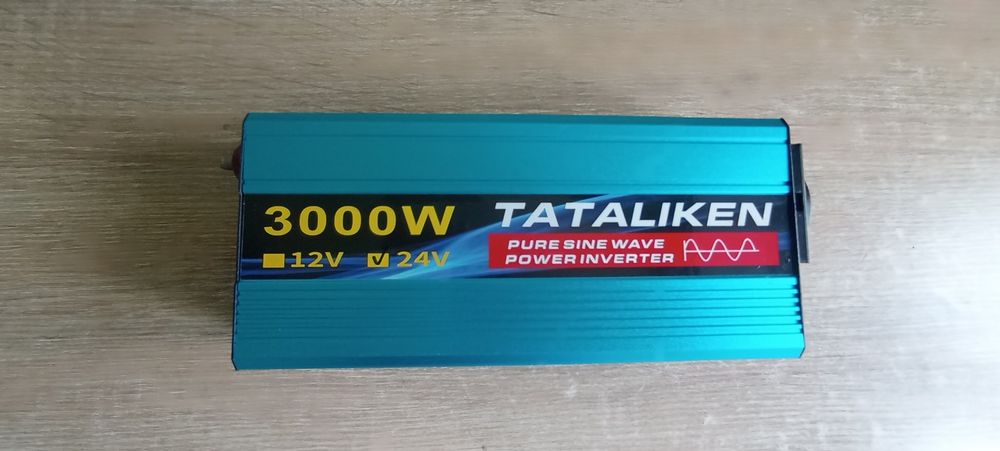 3000W
12V 24V
TATALIKEN
PURE SINE WAVE
POWER INVERTER